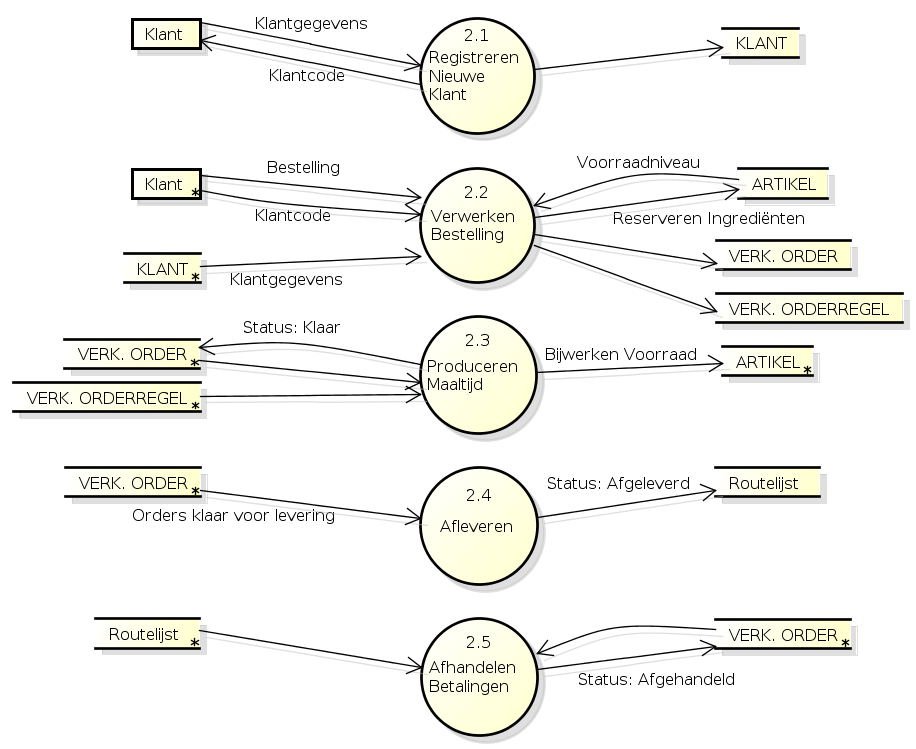 Klant
Klantgegevens
Klantcode
2.1
Registreren
Nieuwe
Klant
KLANT
Klant
*
Bestelling
Klantcode
KLANT
*
Klantgegevens
2.2
Verwerken
Bestelling
Voorraadniveau
ARTIKEL
Reserveren Ingrediënten
VERK. ORDER
VERK. ORDERREGEL
Status: Klaar
VERK. ORDER
*
VERK. ORDERREGEL
*
2.3
Produceren
Maaltijd
Bijwerken Voorraad
ARTIKEL
*
VERK. ORDER
*
Orders klaar voor levering
2.4
Afleveren
Status: Afgeleverd
Routelijst
Routelijst
*
2.5
Afhandelen
Betalingen
VERK. ORDER
*
Status: Afgehandeld